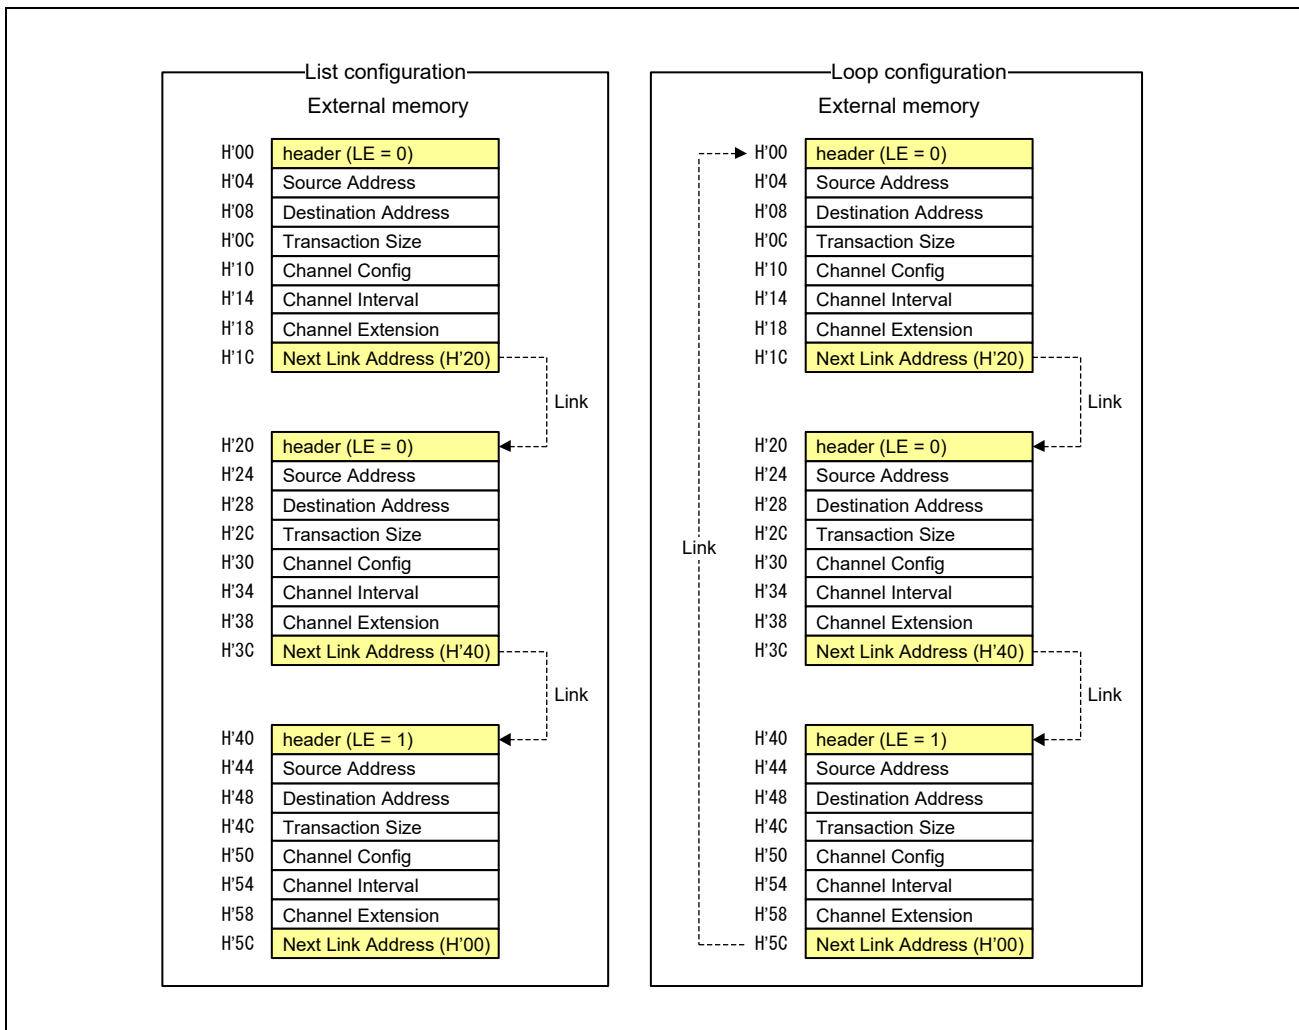 List configuration
External memory
H'00 header (LE = 0)
H'04 Source Address
H'08 Destination Address
H'0C Transaction Size
H'10 Channel Config
H'14 Channel Interval
H'18 Channel Extension
H'1C Next Link Address (H'20)
Link
H'20 header (LE = 0)
H'24 Source Address
H'28 Destination Address
H'2C Transaction Size
H'30 Channel Config
H'34 Channel Interval
H'38 Channel Extension
H'3C Next Link Address (H'40)
Link
H'40 header (LE = 1)
H'44 Source Address
H'48 Destination Address
H'4C Transaction Size
H'50 Channel Config
H'54 Channel Interval
H'58 Channel Extension
H'5C Next Link Address (H'00)
Loop configuration
External memory
H'00 header (LE = 0)
H'04 Source Address
H'08 Destination Address
H'0C Transaction Size
H'10 Channel Config
H'14 Channel Interval
H'18 Channel Extension
H'1C Next Link Address (H'20)
Link
H'20 header (LE = 0)
H'24 Source Address
H'28 Destination Address
H'2C Transaction Size
Link
H'30 Channel Config
H'34 Channel Interval
H'38 Channel Extension
H'3C Next Link Address (H'40)
Link
H'40 header (LE = 1)
H'44 Source Address
H'48 Destination Address
H'4C Transaction Size
H'50 Channel Config
H'54 Channel Interval
H'58 Channel Extension
H'5C Next Link Address (H'00)